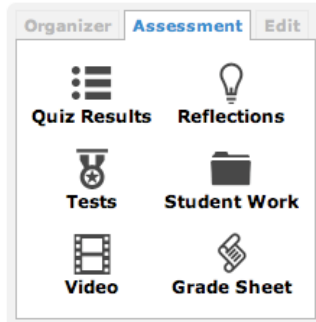 Organizer Assessment Edit
Quiz Results Reflections
Tests Student Work
Video Grade Sheet